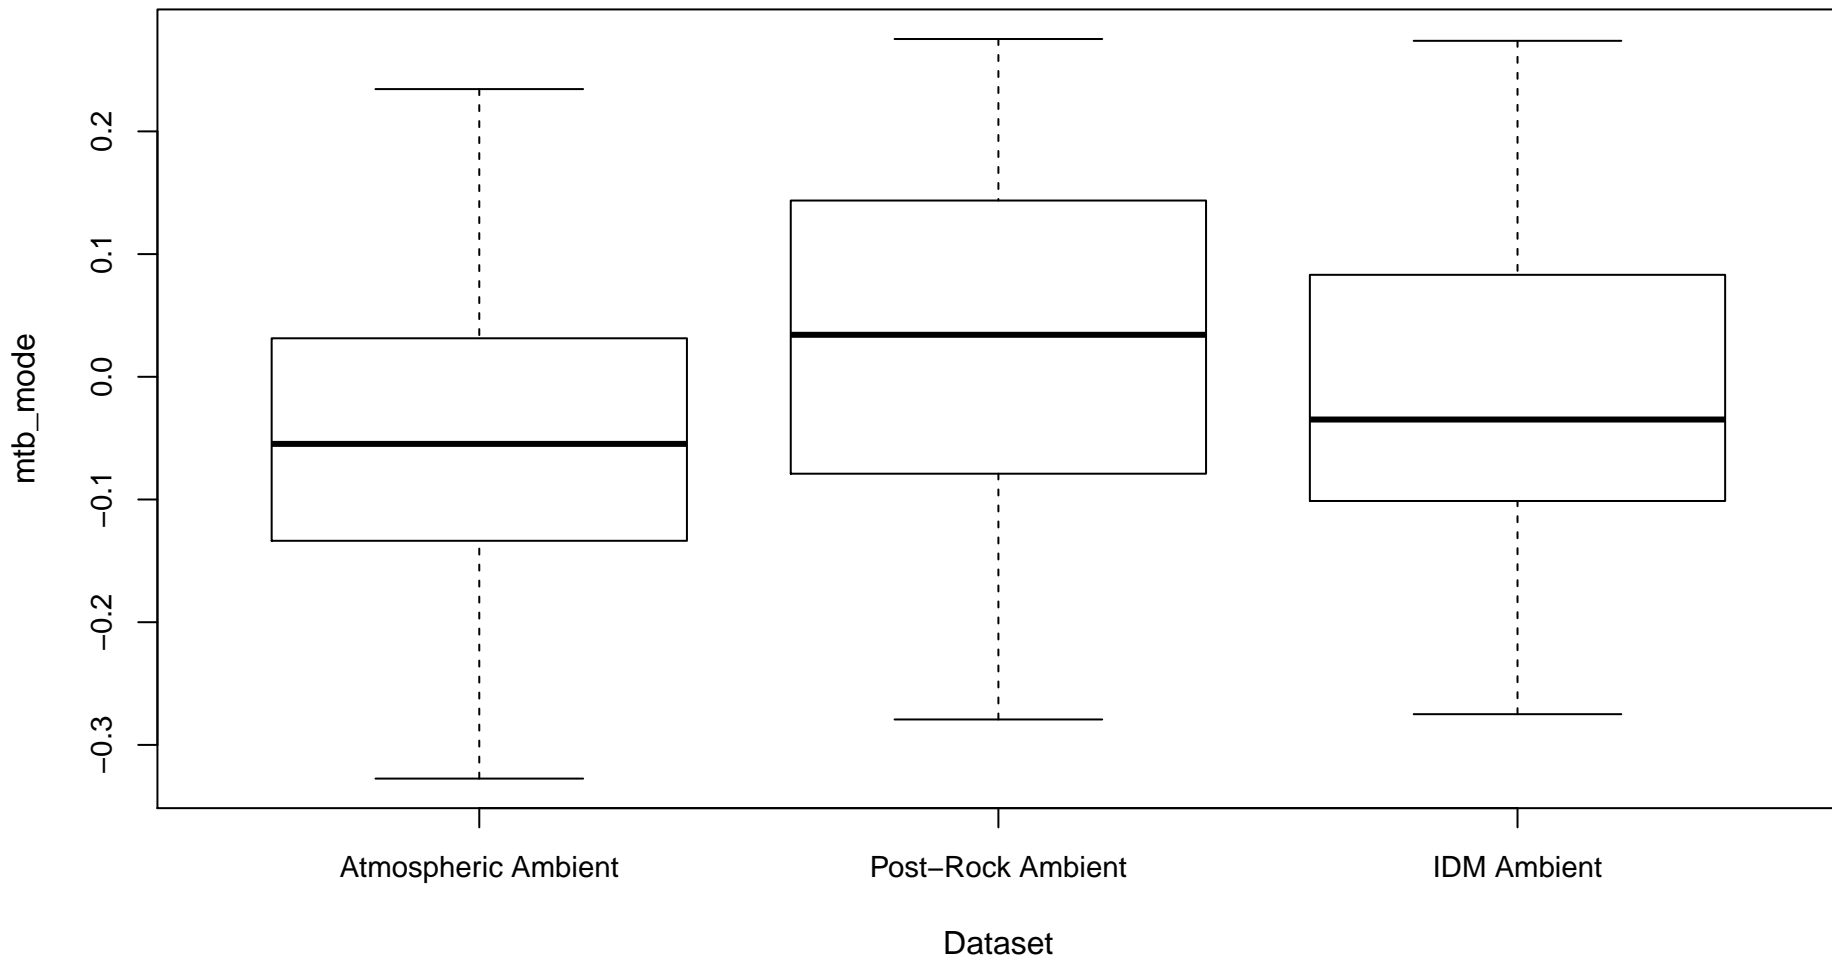 mtb_mode
0.2
0.1
0.0
−0.1
−0.2
−0.3
Atmospheric Ambient
Post−Rock Ambient
IDM Ambient
Dataset